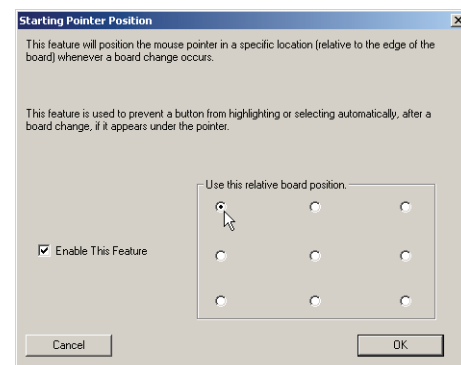 Starting Pointer Position
This feature will position the mouse pointer in a specific location (relative to the edge of the
board) whenever a board change occurs.
This feature is used to prevent a button from highlighting or selecting automatically, after a
board change, if it appears under the pointer.
Use this relative board position.
Enable This Feature
Cancel
OK